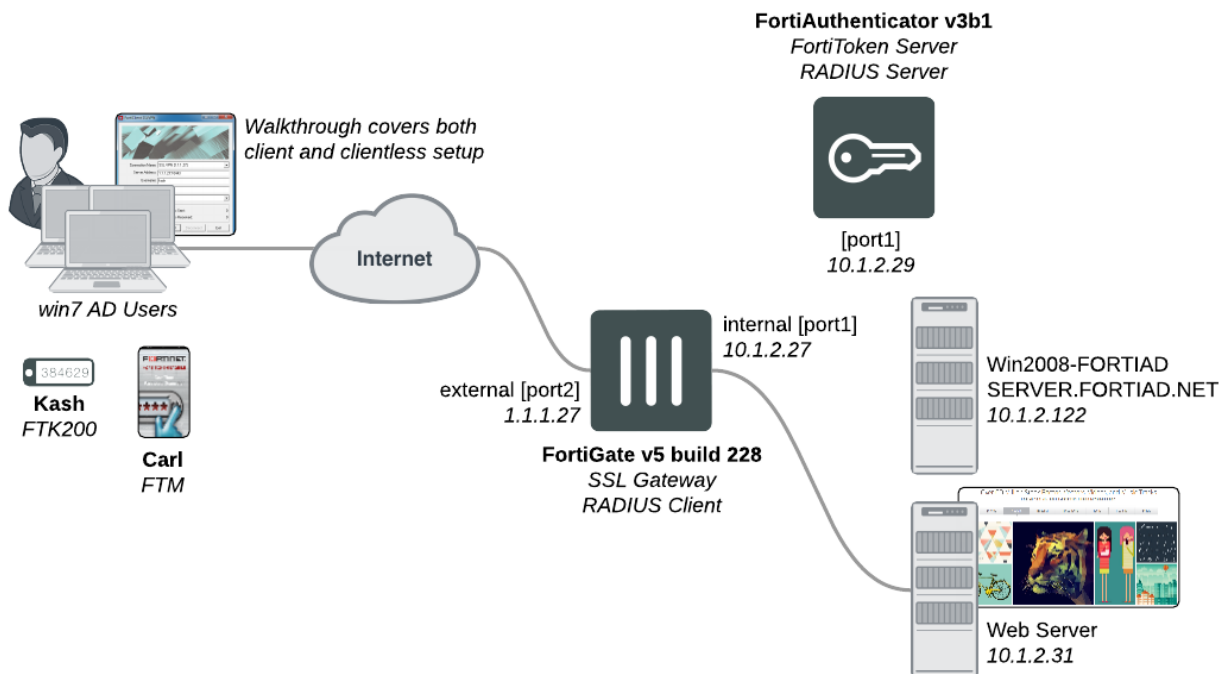 FortiAuthenticator v3b1
FortiToken Server
RADIUS Server
Walkthrough covers both
client and clientless setup
[port1]
10.1.2.29
Internet
win7 AD Users
internal [port1]
10.1.2.27
external [port2]
1.1.1.27
Win2008-FORTIAD
SERVER.FORTIAD.NET
10.1.2.122
384629
Kash
FTK200
FORTINET
Carl
FTM
FortiGate v5 build 228
SSL Gateway
RADIUS Client
Web Server
10.1.2.31